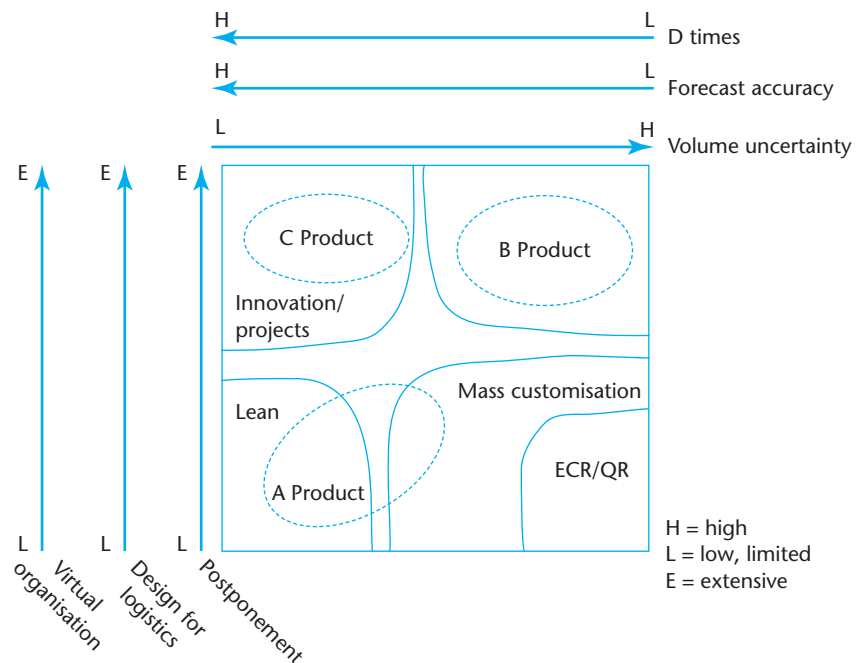 H L
D times
H L
Forecast accuracy
L H
Volume uncertainty
E E E
C Product
B Product
Innovation/
projects
Mass customisation
Lean
ECR/QR
A Product
H = high
L = low, limited
E = extensive
L L L
Virtual
organisation
Design for
logistics
Postponement